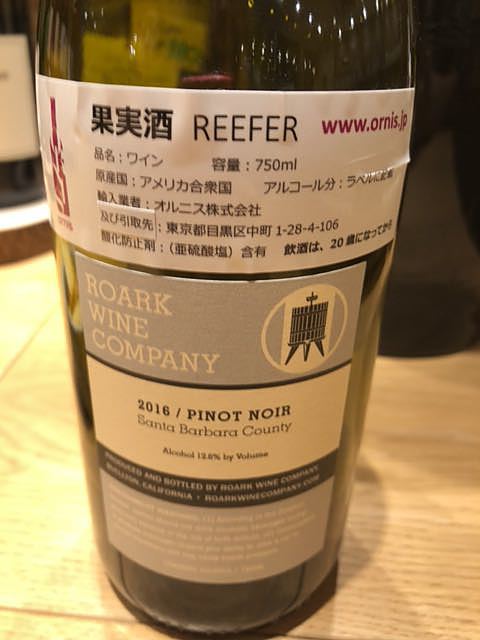 果実酒 REEFER www.ornis.jp
品名：ワイン 容量：750ml
原産国：アメリカ合衆国 アルコール分：ラベルに記載
輸入業者：オルニス株式会社
及び引取先：東京都目黒区中町 1-28-4-106
酸化防止剤：（亜硫酸塩）含有 飲酒は、20歳になってから
ornis
ROARK
WINE
COMPANY
2016 / PINOT NOIR
Santa Barbara County
Alcohol 12.6% by Volume
PRODUCED AND BOTTLED BY ROARK WINE COMPANY,
BUELLTON, CALIFORNIA • ROARKWINECOMPANY.COM